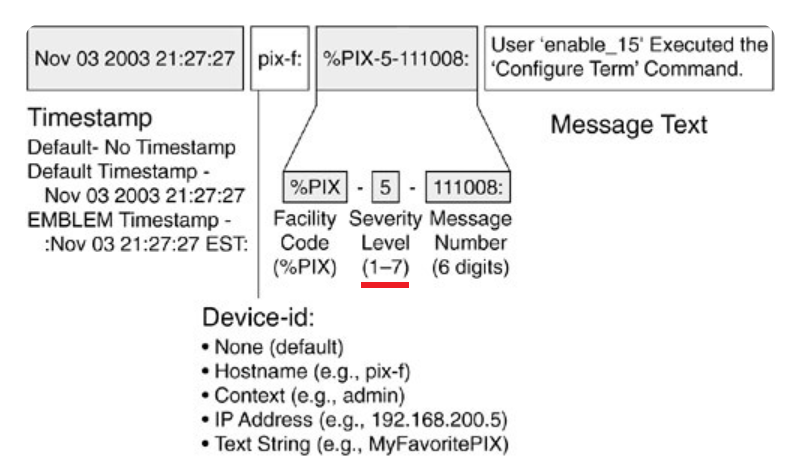 Nov 03 2003 21:27:27
pix-f:
%PIX-5-111008:
User 'enable_15' Executed the
'Configure Term' Command.
Timestamp
Default- No Timestamp
Default Timestamp -
Nov 03 2003 21:27:27
EMBLEM Timestamp -
:Nov 03 21:27:27 EST:
Message Text
%PIX - 5 - 111008:
Facility Severity Message
Code Level Number
(%PIX) (1–7) (6 digits)
Device-id:
• None (default)
• Hostname (e.g., pix-f)
• Context (e.g., admin)
• IP Address (e.g., 192.168.200.5)
• Text String (e.g., MyFavoritePIX)